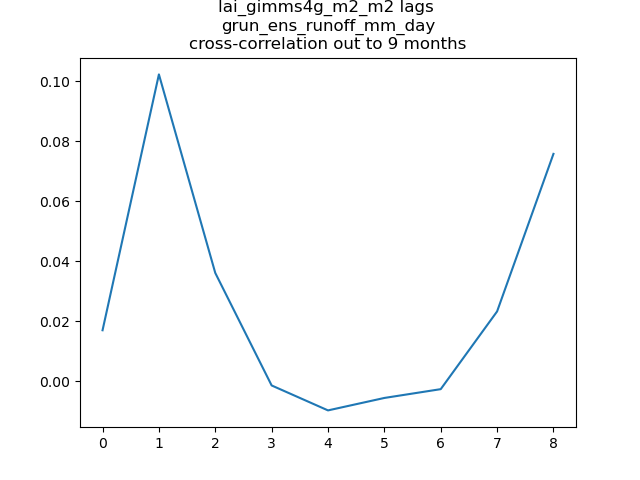 lai_gimms4g_m2_m2 lags
grun_ens_runoff_mm_day
cross-correlation out to 9 months
0.10
0.08
0.06
0.04
0.02
0.00
0 1 2 3 4 5 6 7 8